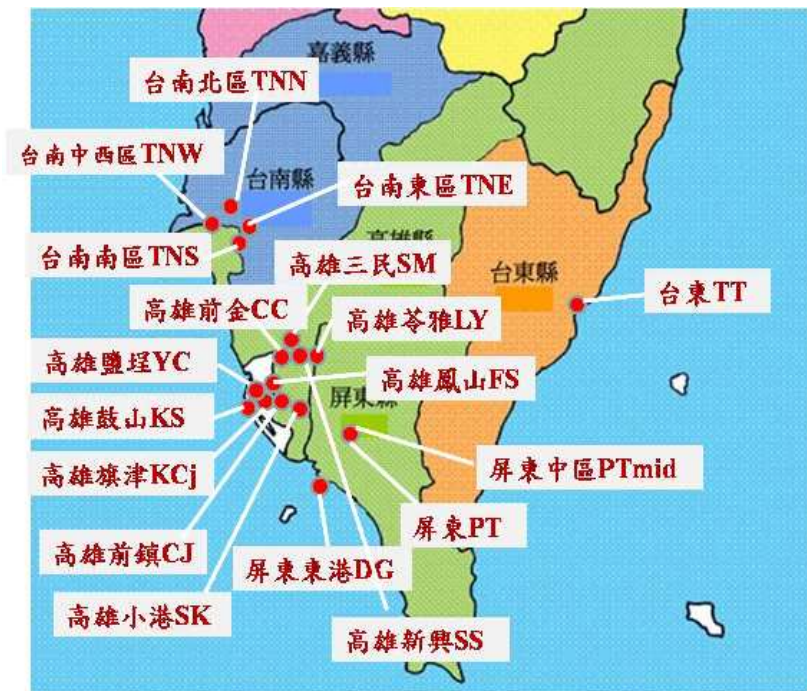 嘉義縣
台南北區TNN
台南中西區TNW
台南縣
台南東區TNE
台南南區TNS
高雄縣
高雄三民SM
台東縣
台東TT
高雄前金CC
高雄苓雅LY
高雄鹽埕YC
高雄鳳山FS
高雄鼓山KS
屏東縣
高雄旗津KCj
屏東中區PTmid
屏東PT
高雄前鎮CJ
屏東東港DG
高雄小港SK
高雄新興SS